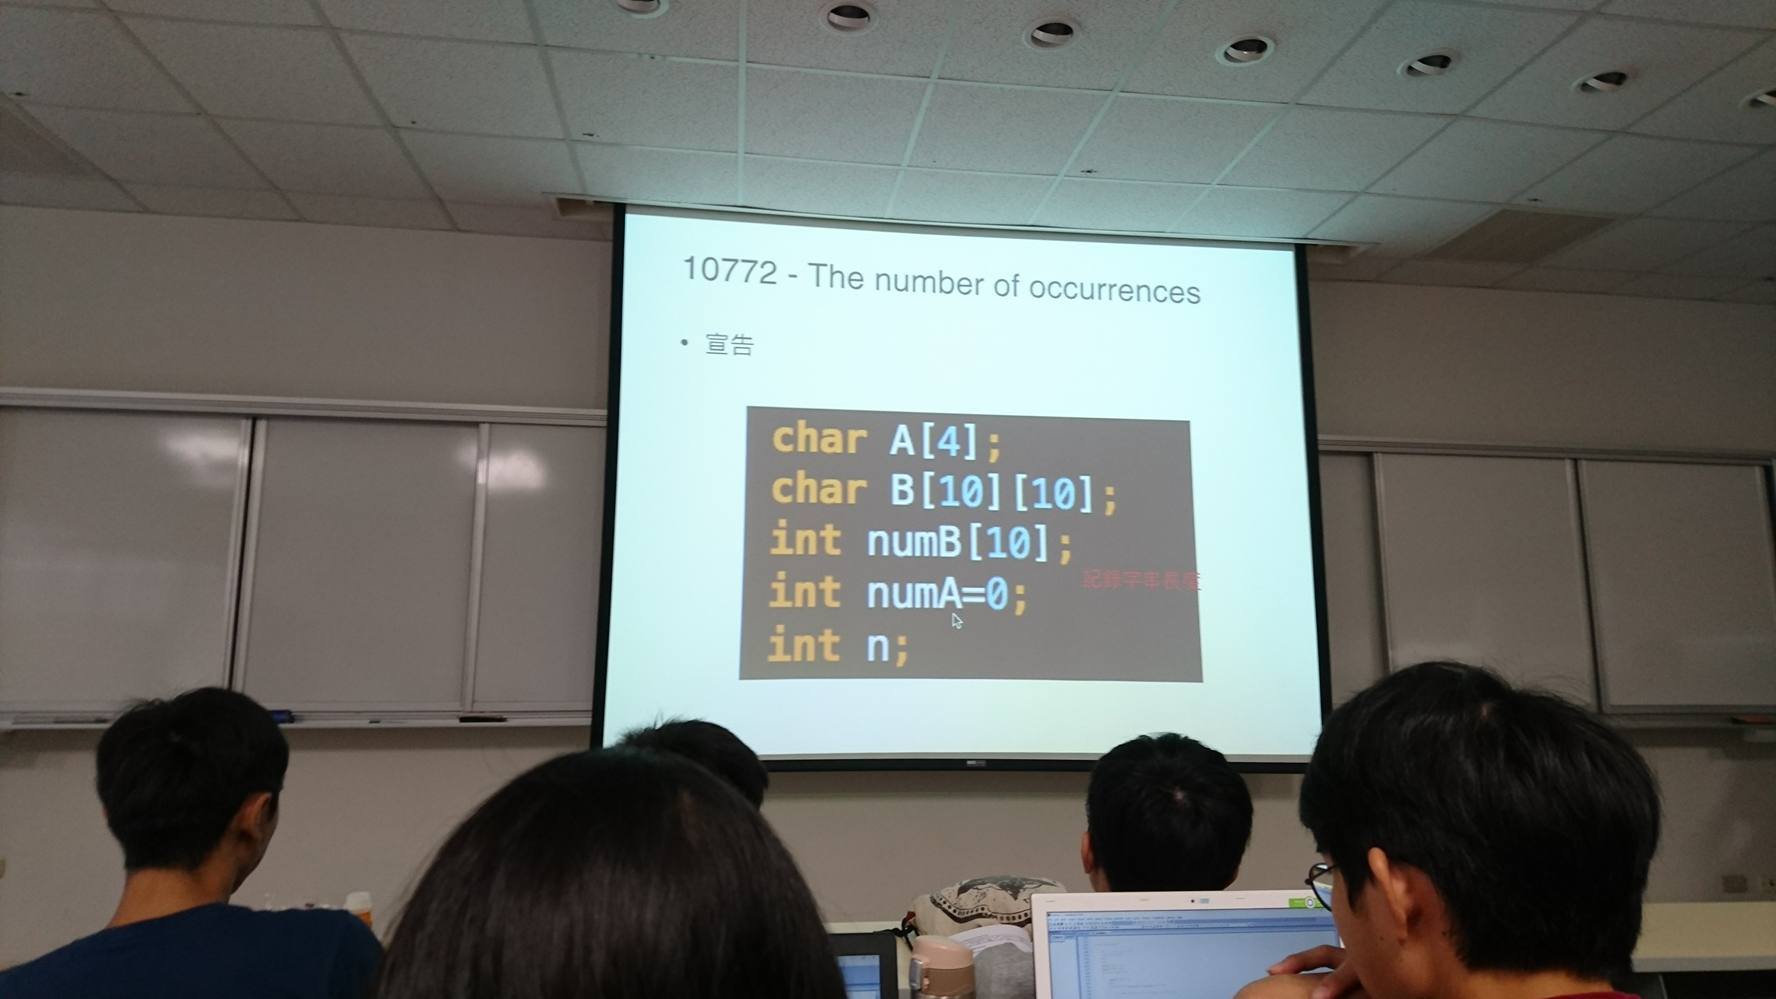 10772 - The number of occurrences
• 宣告
char A[4];
char B[10][10];
int numB[10];
int numA=0;
記錄字串長度
int n;